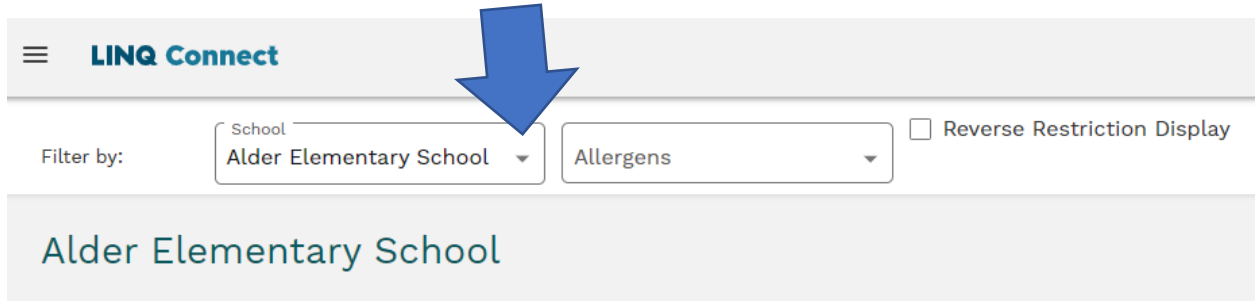 LINQ Connect
School
Filter by: Alder Elementary School Allergens Reverse Restriction Display
Alder Elementary School